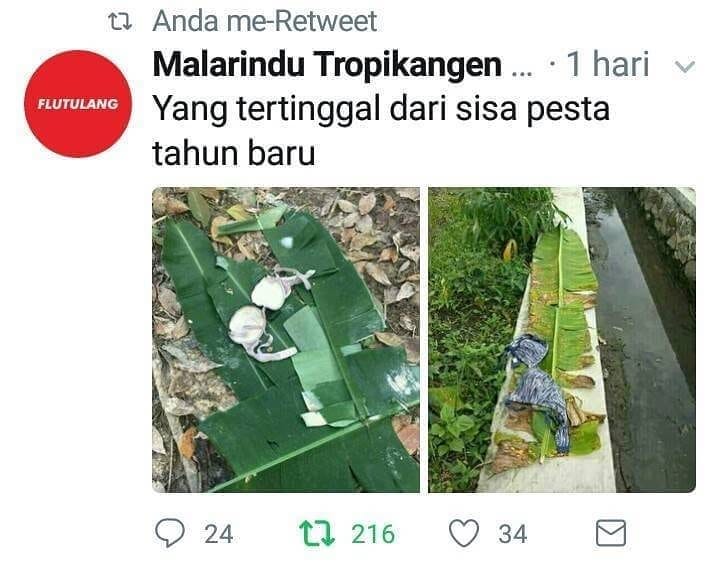 Anda me-Retweet
Malarindu Tropikangen ... · 1 hari
FLUTULANG
Yang tertinggal dari sisa pesta
tahun baru
24 216 34